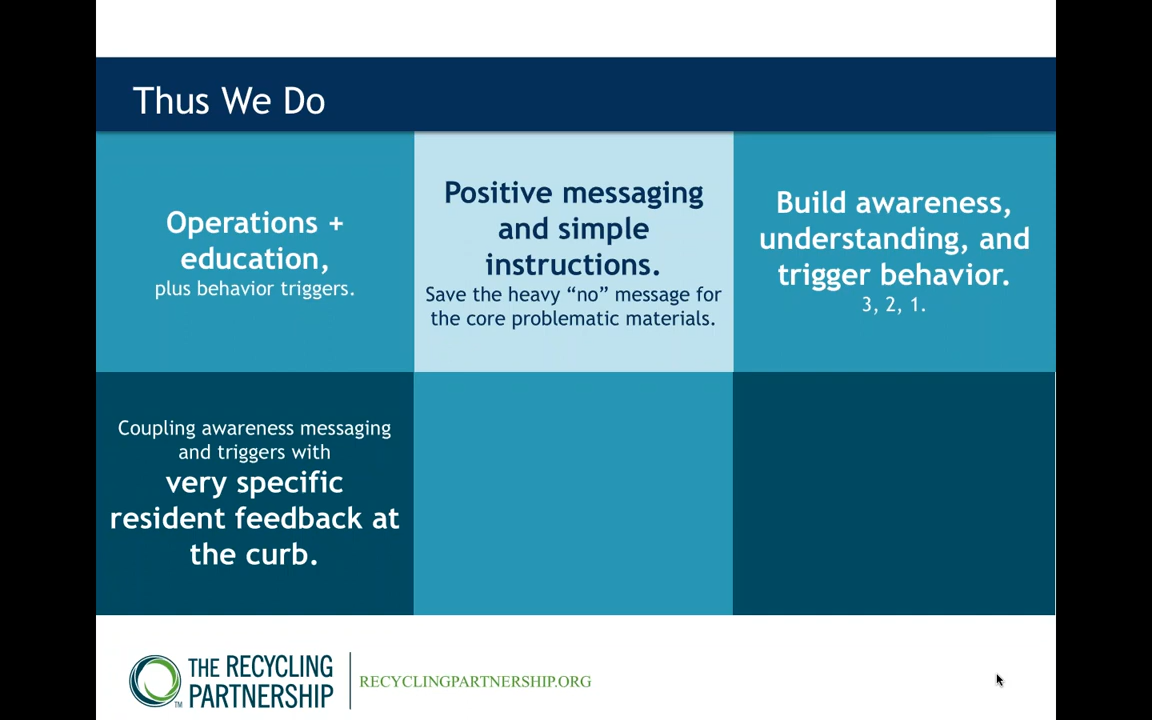 Thus We Do
Operations +
education,
plus behavior triggers.
Positive messaging
and simple
instructions.
Save the heavy “no” message for
the core problematic materials.
Build awareness,
understanding, and
trigger behavior.
3, 2, 1.
Coupling awareness messaging
and triggers with
very specific
resident feedback at
the curb.
THE RECYCLING
PARTNERSHIP
TM
RECYCLINGPARTNERSHIP.ORG